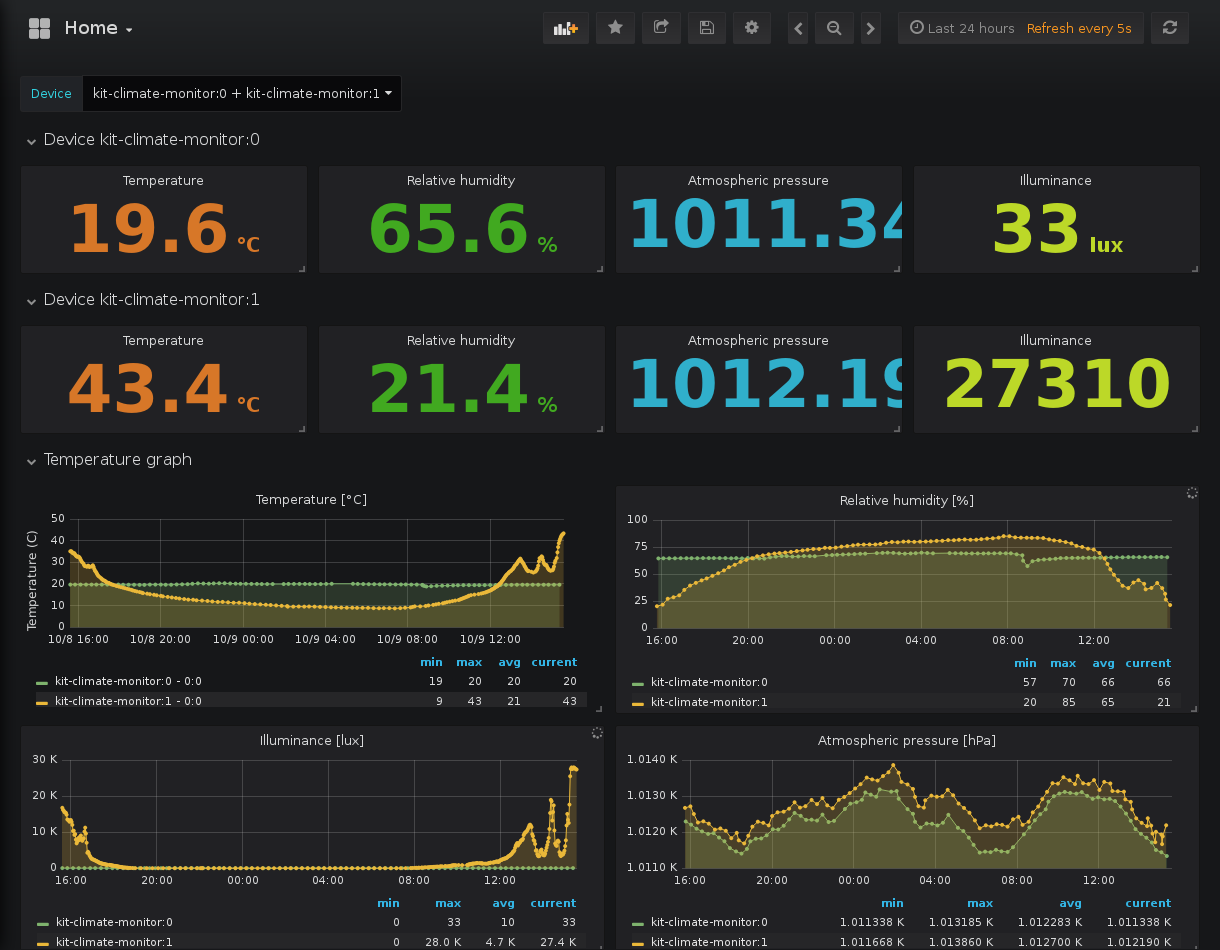 Home
Last 24 hours Refresh every 5s
Device kit-climate-monitor:0 + kit-climate-monitor:1
Device kit-climate-monitor:0
Temperature Relative humidity Atmospheric pressure Illuminance
19.6 °C 65.6 % 1011.34 33 lux
Device kit-climate-monitor:1
Temperature Relative humidity Atmospheric pressure Illuminance
43.4 °C 21.4 % 1012.19 27310
Temperature graph
Temperature [°C]
Temperature (C)
50
40
30
20
10
0
10/8 16:00 10/8 20:00 10/9 00:00 10/9 04:00 10/9 08:00 10/9 12:00
min max avg current
kit-climate-monitor:0 - 0:0 19 20 20 20
kit-climate-monitor:1 - 0:0 9 43 21 43
Relative humidity [%]
100
75
50
25
0
16:00 20:00 00:00 04:00 08:00 12:00
min max avg current
kit-climate-monitor:0 57 70 66 66
kit-climate-monitor:1 20 85 65 21
Illuminance [lux]
30 K
20 K
10 K
0
16:00 20:00 00:00 04:00 08:00 12:00
min max avg current
kit-climate-monitor:0 0 33 10 33
kit-climate-monitor:1 0 28.0 K 4.7 K 27.4 K
Atmospheric pressure [hPa]
1.0140 K
1.0130 K
1.0120 K
1.0110 K
16:00 20:00 00:00 04:00 08:00 12:00
min max avg current
kit-climate-monitor:0 1.011338 K 1.013185 K 1.012283 K 1.011338 K
kit-climate-monitor:1 1.011668 K 1.013860 K 1.012700 K 1.012190 K